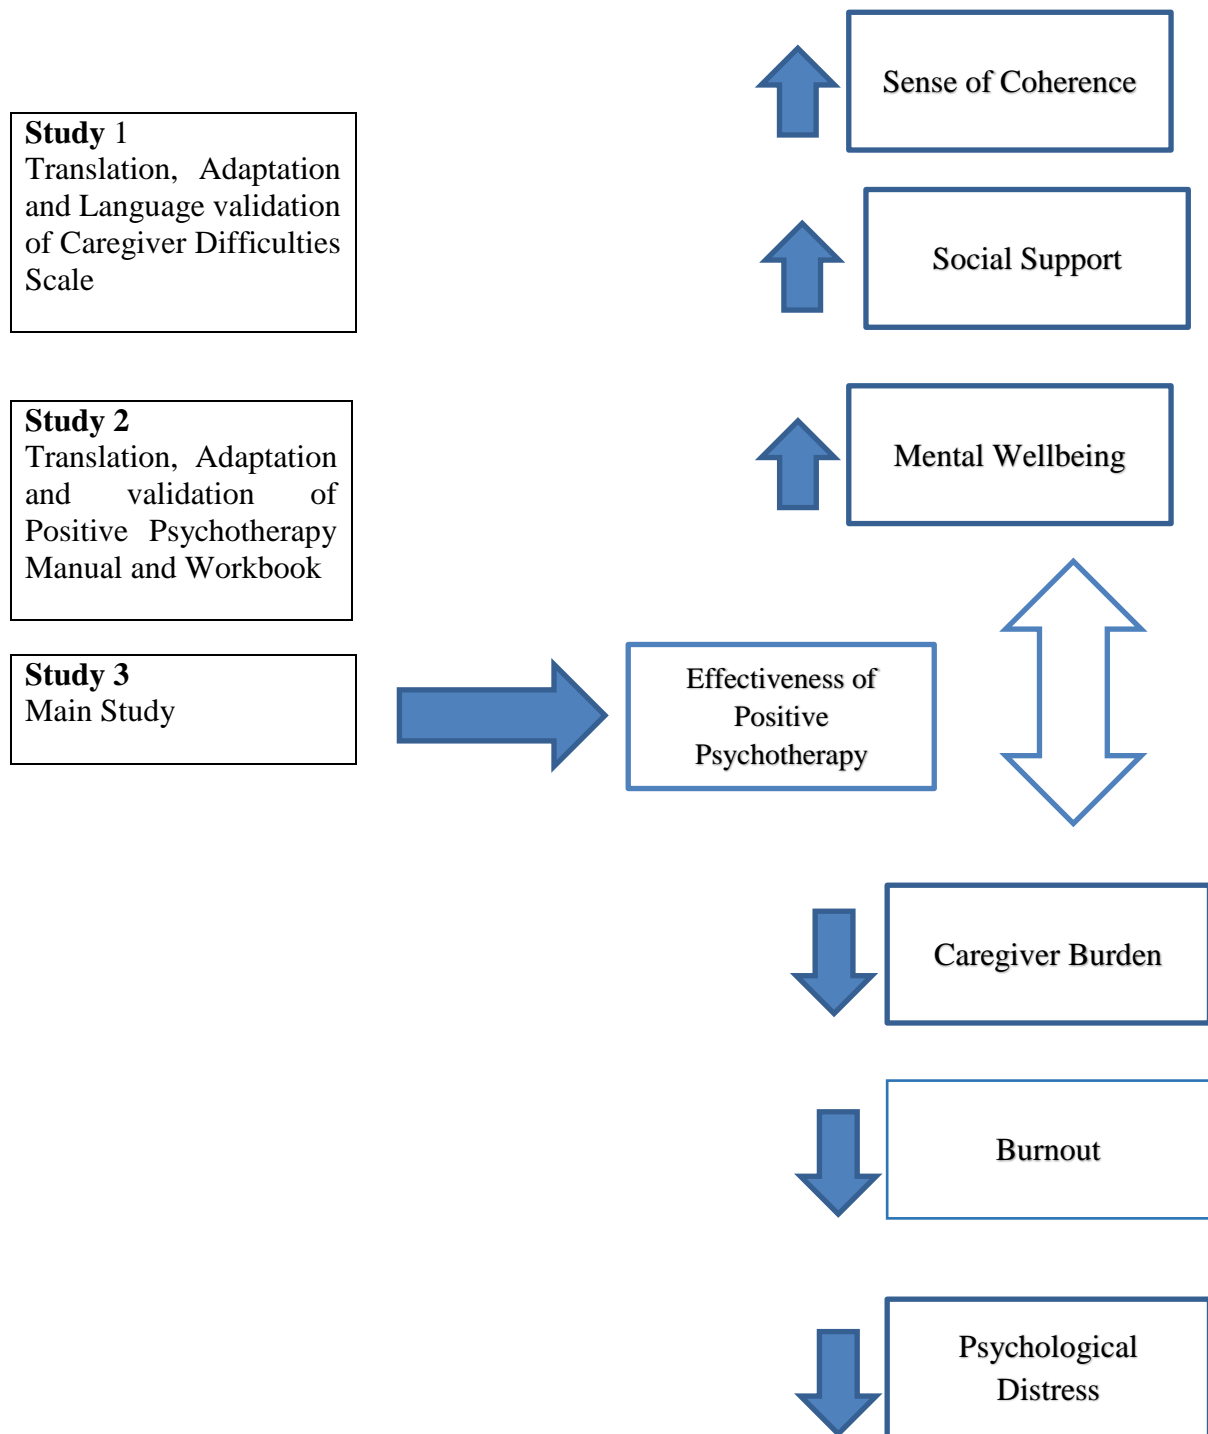 Study 1
Translation, Adaptation
and Language validation
of Caregiver Difficulties
Scale
Study 2
Translation, Adaptation
and validation of
Positive Psychotherapy
Manual and Workbook
Study 3
Main Study
Effectiveness of
Positive
Psychotherapy
Sense of Coherence
Social Support
Mental Wellbeing
Caregiver Burden
Burnout
Psychological
Distress